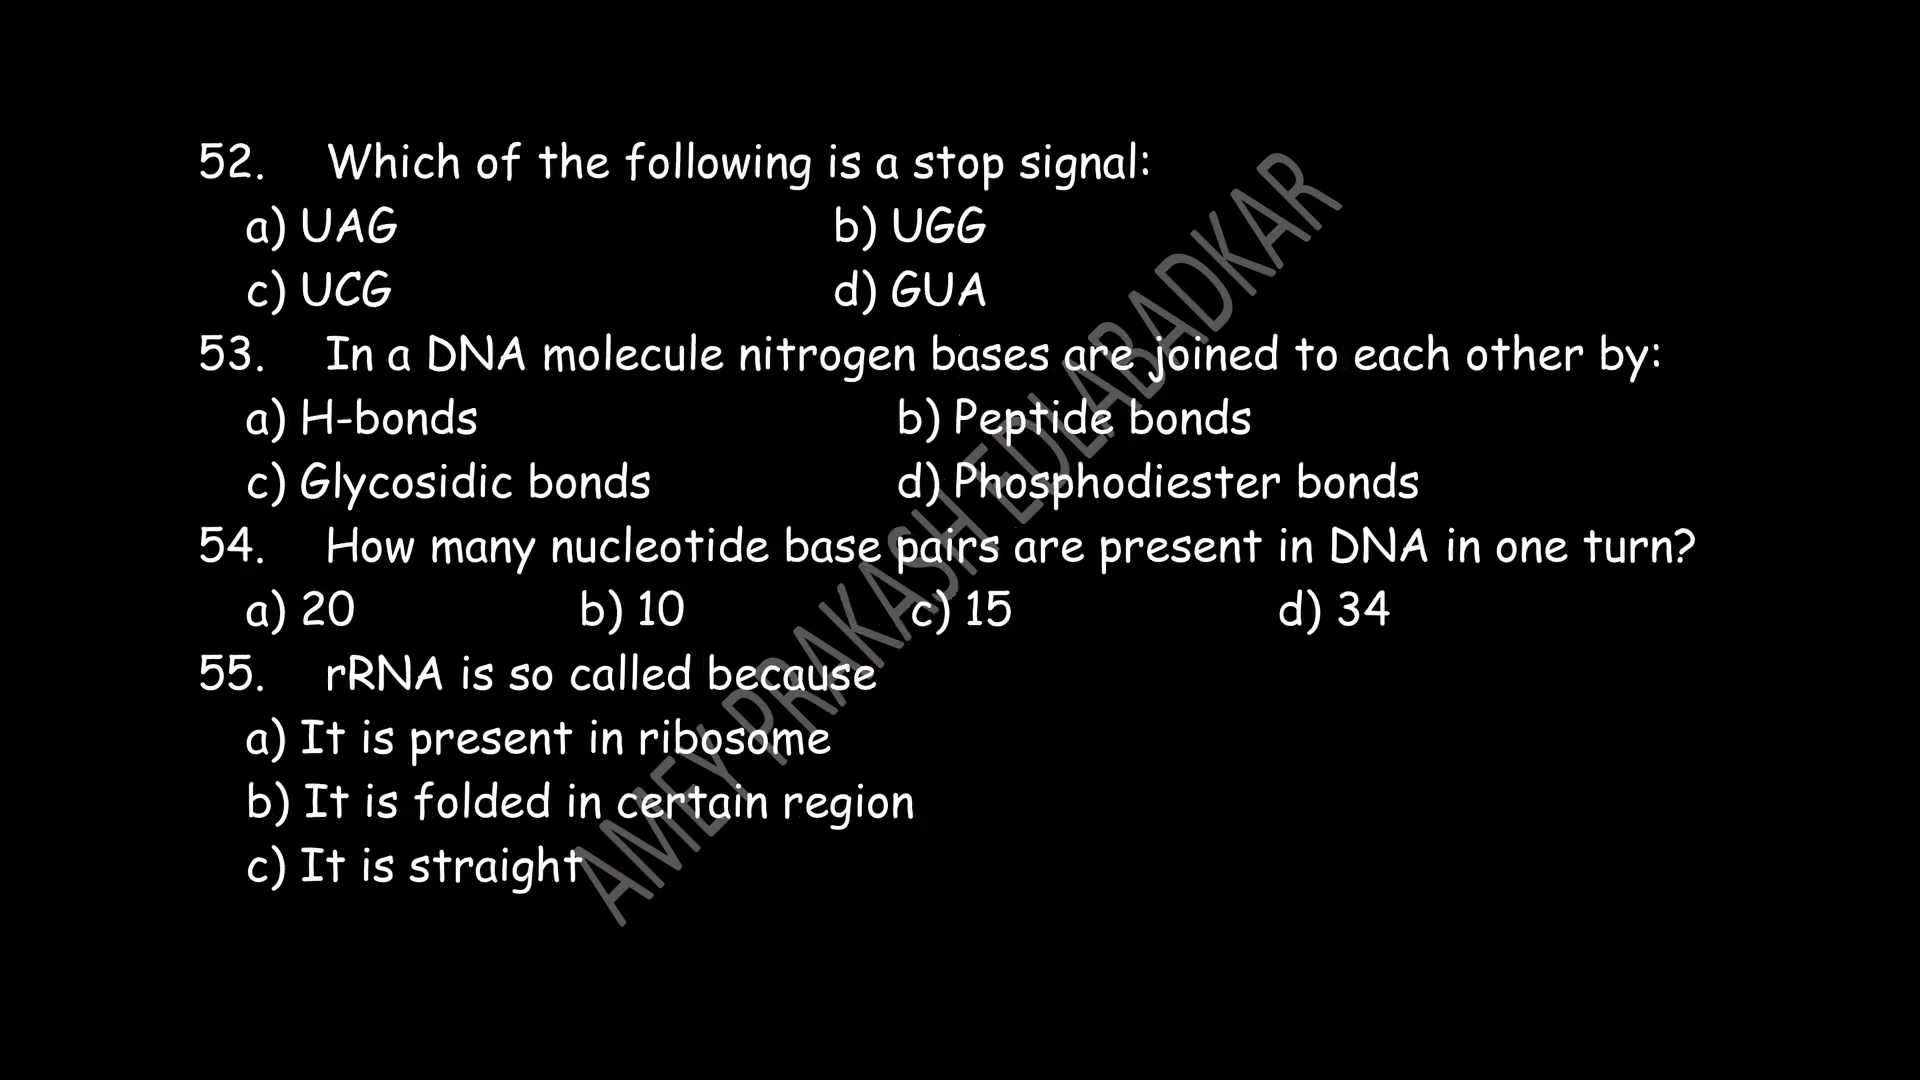 52. Which of the following is a stop signal:
a) UAG b) UGG
c) UCG d) GUA
53. In a DNA molecule nitrogen bases are joined to each other by:
a) H-bonds b) Peptide bonds
c) Glycosidic bonds d) Phosphodiester bonds
54. How many nucleotide base pairs are present in DNA in one turn?
a) 20 b) 10 c) 15 d) 34
55. rRNA is so called because
a) It is present in ribosome
b) It is folded in certain region
c) It is straight
AMEY PRAKASH EDLABADKAR